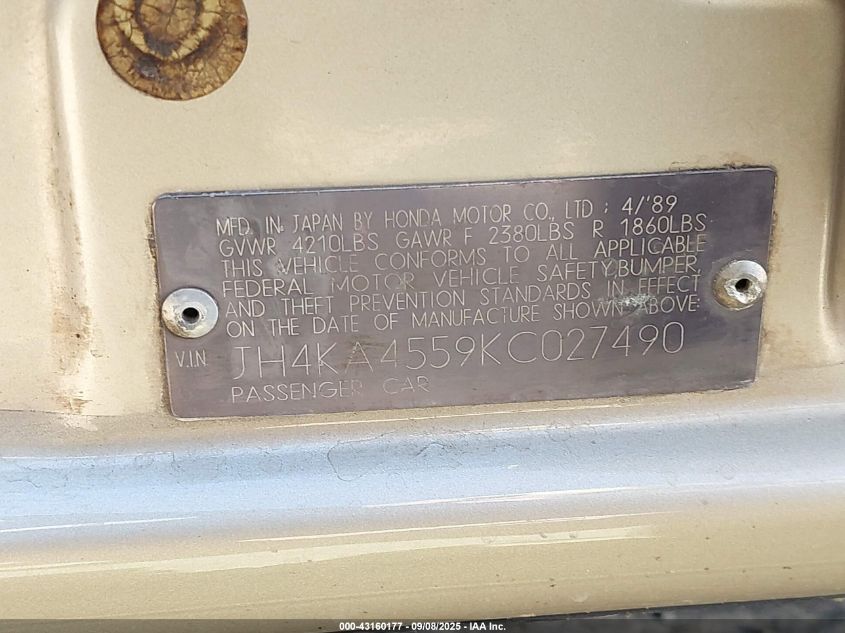 MFD. IN JAPAN BY HONDA MOTOR CO., LTD ; 4/'89
GVWR 4210LBS GAWR F 2380LBS R 1860LBS
THIS VEHICLE CONFORMS TO ALL APPLICABLE
FEDERAL MOTOR VEHICLE SAFETY,BUMPER,
AND THEFT PREVENTION STANDARDS IN EFFECT
ON THE DATE OF MANUFACTURE SHOWN ABOVE·
V.I.N JH4KA4559KC027490
PASSENGER CAR
000-43160177 - 09/08/2025 - IAA Inc.